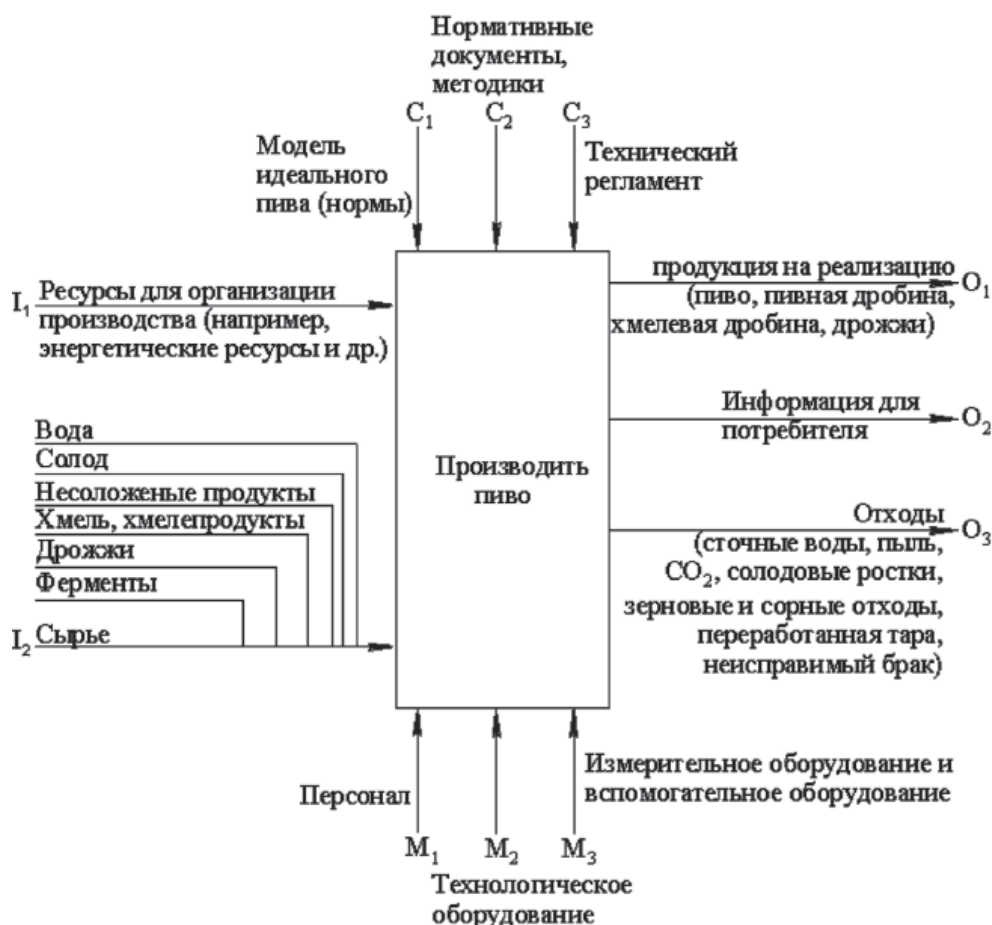 Нормативные
документы,
методики
C₁ C₂ C₃
Модель
идеального
пива (нормы)
Технический
регламент
I₁ Ресурсы для организации
производства (например,
энергетические ресурсы и др.)
продукция на реализацию
(пиво, пивная дробина,
хмелевая дробина, дрожжи)
O₁
Информация для
потребителя
O₂
Вода
Солод
Несоложеные продукты
Хмель, хмелепродукты
Дрожжи
Ферменты
I₂ Сырье
Производить
пиво
Отходы
(сточные воды, пыль,
CO₂, солодовые ростки,
зерновые и сорные отходы,
переработанная тара,
неисправимый брак)
O₃
Персонал
Измерительное оборудование и
вспомогательное оборудование
M₁ M₂ M₃
Технологическое
оборудование